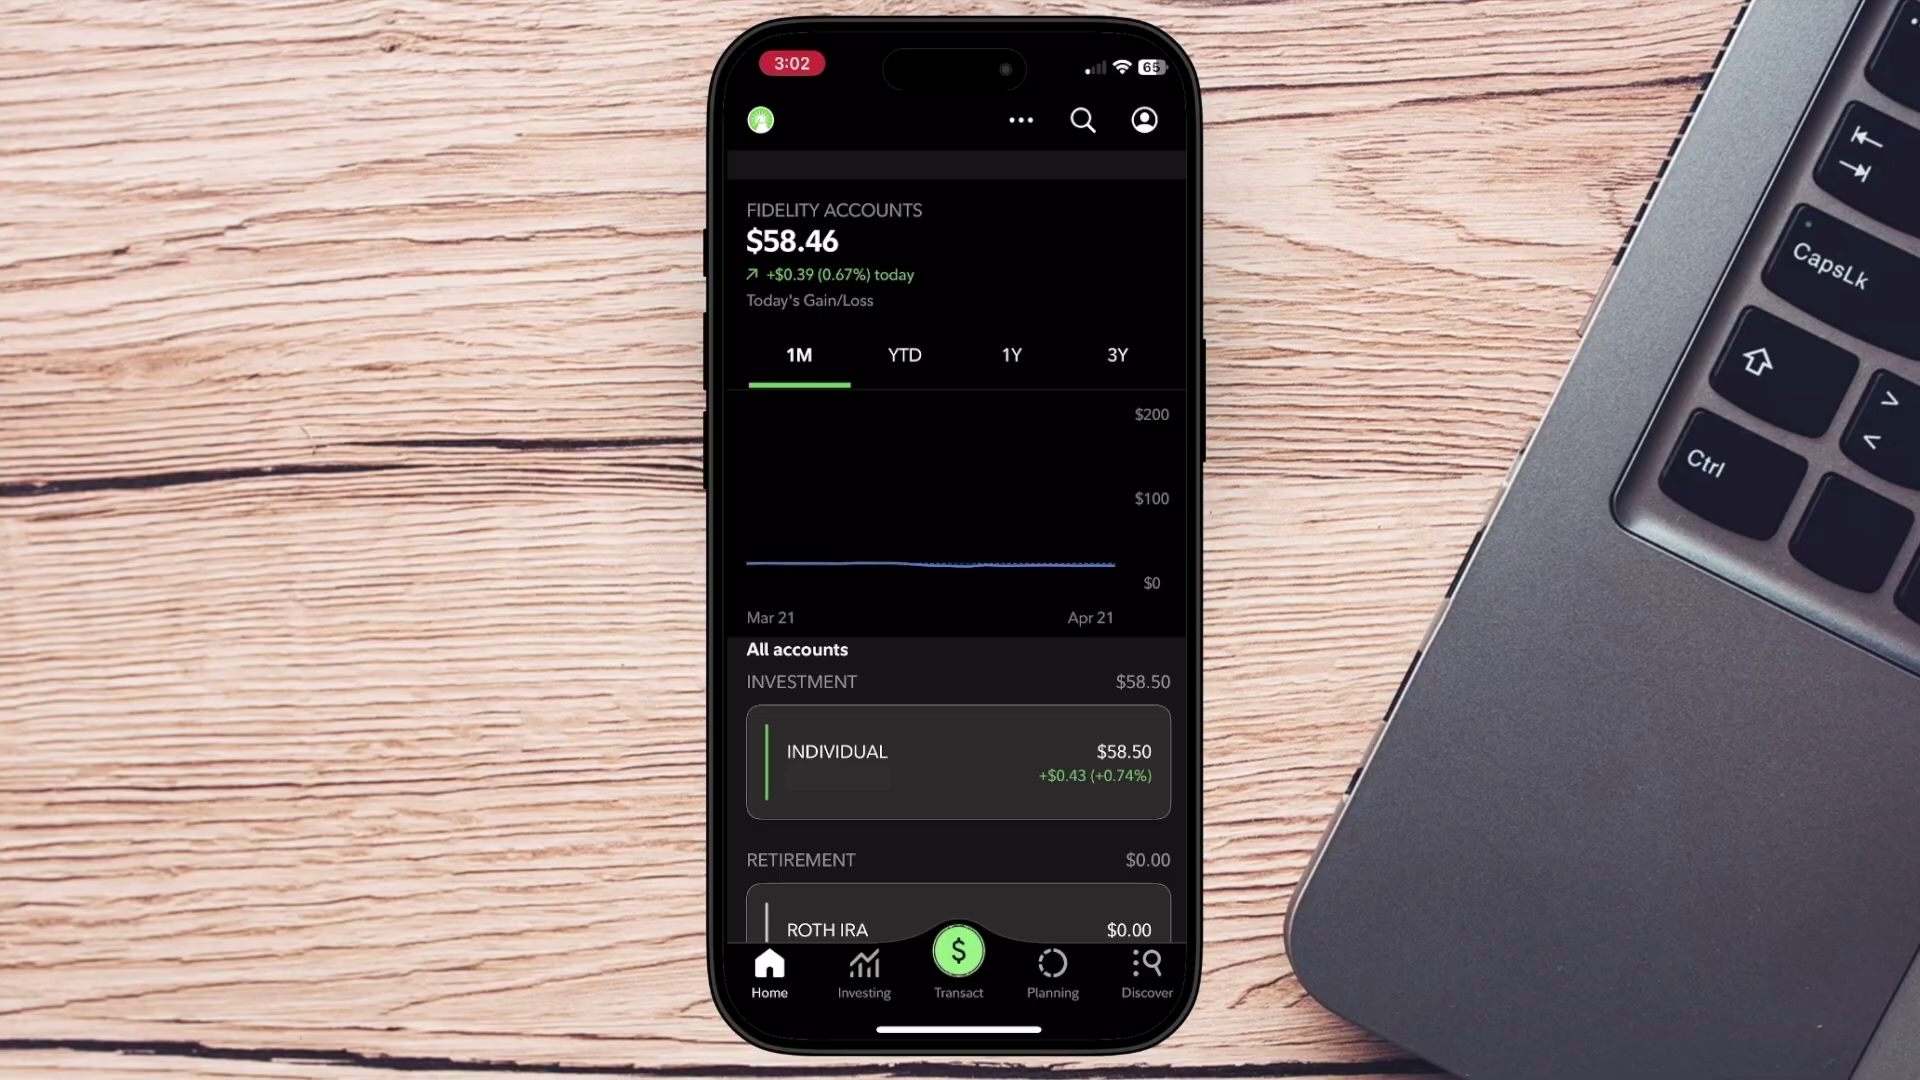 3:02
65
FIDELITY ACCOUNTS
$58.46
+$0.39 (0.67%) today
Today's Gain/Loss
1M YTD 1Y 3Y
$200
$100
$0
Mar 21 Apr 21
All accounts
INVESTMENT $58.50
INDIVIDUAL $58.50
+$0.43 (+0.74%)
RETIREMENT $0.00
ROTH IRA $0.00
$
Home Investing Transact Planning Discover
CapsLk
>
<
Ctrl